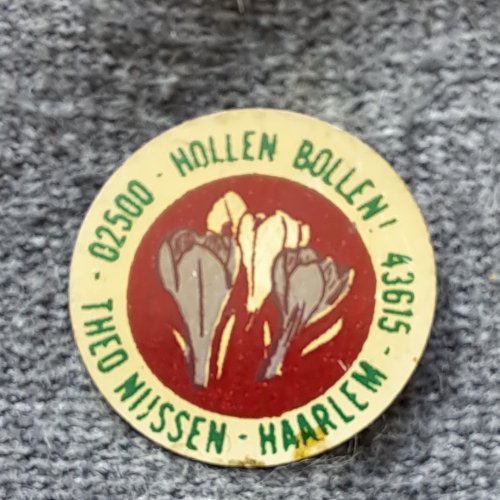 02500 - HOLLEN BOLLEN! 43615 -
THEO NIJSSEN - HAARLEM -